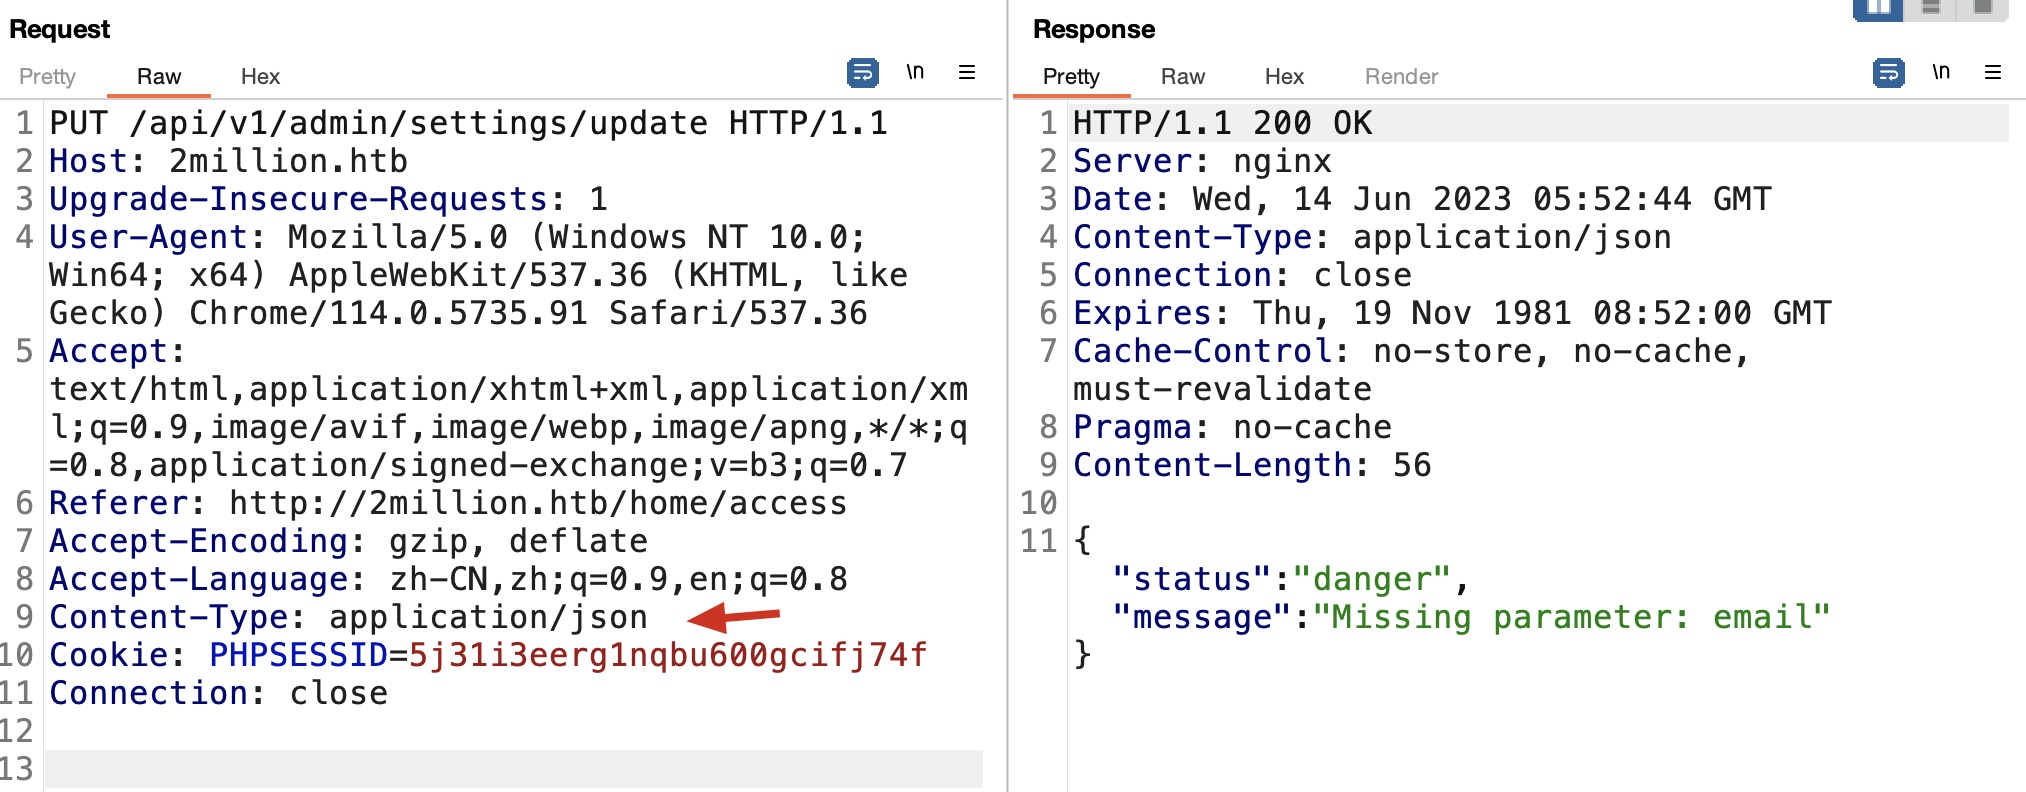 Request
Pretty Raw Hex \n
1 PUT /api/v1/admin/settings/update HTTP/1.1
2 Host: 2million.htb
3 Upgrade-Insecure-Requests: 1
4 User-Agent: Mozilla/5.0 (Windows NT 10.0;
Win64; x64) AppleWebKit/537.36 (KHTML, like
Gecko) Chrome/114.0.5735.91 Safari/537.36
5 Accept:
text/html,application/xhtml+xml,application/xm
l;q=0.9,image/avif,image/webp,image/apng,*/*;q
=0.8,application/signed-exchange;v=b3;q=0.7
6 Referer: http://2million.htb/home/access
7 Accept-Encoding: gzip, deflate
8 Accept-Language: zh-CN,zh;q=0.9,en;q=0.8
9 Content-Type: application/json
10 Cookie: PHPSESSID=5j31i3eerg1nqbu600gcifj74f
11 Connection: close
12
13
Response
Pretty Raw Hex Render \n
1 HTTP/1.1 200 OK
2 Server: nginx
3 Date: Wed, 14 Jun 2023 05:52:44 GMT
4 Content-Type: application/json
5 Connection: close
6 Expires: Thu, 19 Nov 1981 08:52:00 GMT
7 Cache-Control: no-store, no-cache,
must-revalidate
8 Pragma: no-cache
9 Content-Length: 56
10
11 {
"status":"danger",
"message":"Missing parameter: email"
}